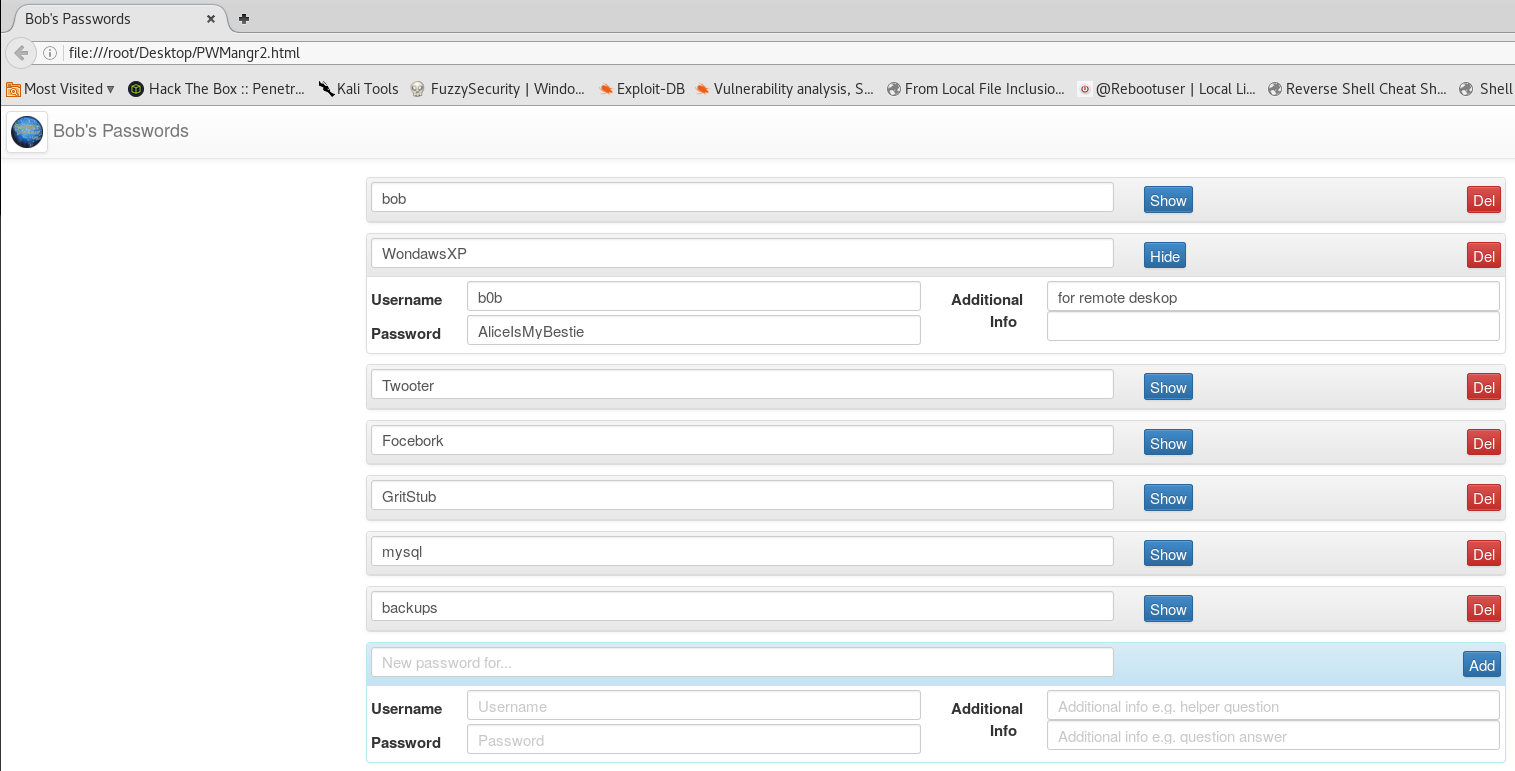 Bob's Passwords
file:///root/Desktop/PWMangr2.html
Most Visited Hack The Box :: Penetr... Kali Tools FuzzySecurity | Windo... Exploit-DB Vulnerability analysis, S... From Local File Inclusio... @Rebootuser | Local Li... Reverse Shell Cheat Sh... Shell
Bob's Passwords
bob Show Del
WondawsXP Hide Del
Username b0b Additional Info for remote deskop
Password AliceIsMyBestie
Twooter Show Del
Focebork Show Del
GritStub Show Del
mysql Show Del
backups Show Del
New password for... Add
Username Username Additional Info Additional info e.g. helper question
Password Password Additional info e.g. question answer